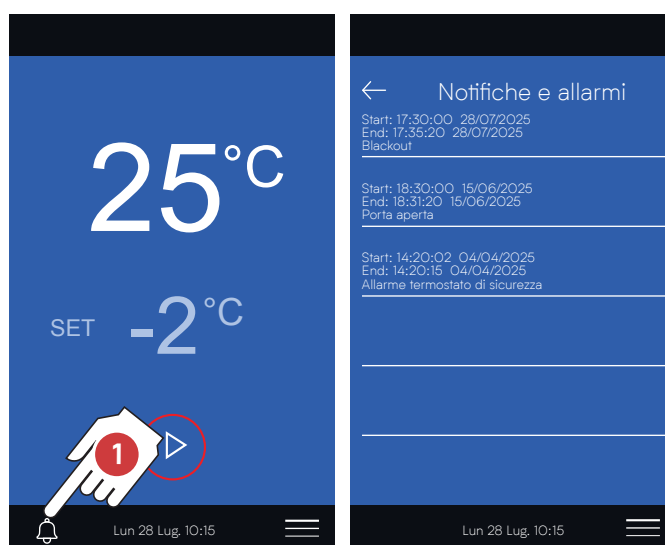 25°C
SET -2°C
1
Lun 28 Lug. 10:15
Notifiche e allarmi
Start: 17:30:00 28/07/2025
End: 17:35:20 28/07/2025
Blackout
Start: 18:30:00 15/06/2025
End: 18:31:20 15/06/2025
Porta aperta
Start: 14:20:02 04/04/2025
End: 14:20:15 04/04/2025
Allarme termostato di sicurezza
Lun 28 Lug. 10:15